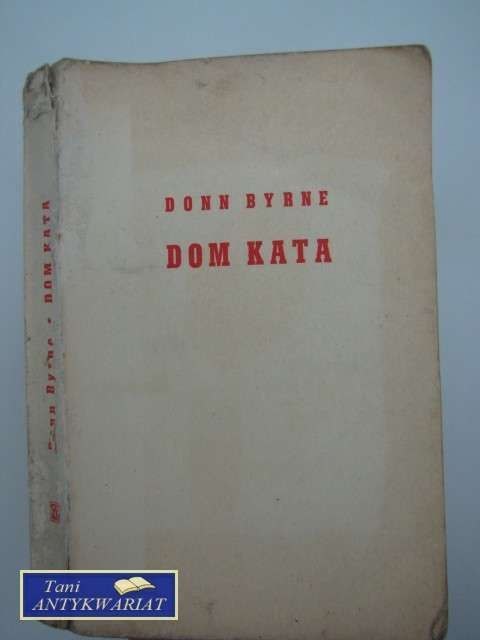 DONN BYRNE
DOM KATA
Donn Byrne • DOM KATA
Tani
ANTYKWARIAT